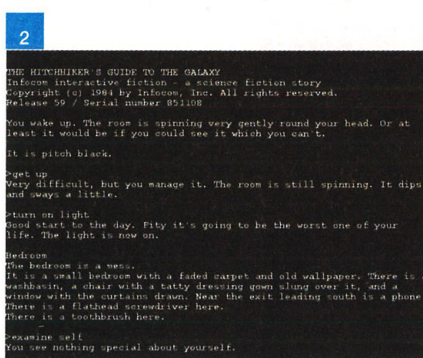 2
THE HITCHHIKER'S GUIDE TO THE GALAXY
Infocom interactive fiction - a science fiction story
Copyright (c) 1984 by Infocom, Inc. All rights reserved.
Release 59 / Serial number 851108
You wake up. The room is spinning very gently round your head. Or at
least it would be if you could see it which you can't.
It is pitch black.
>get up
Very difficult, but you manage it. The room is still spinning. It dips
and sways a little.
>turn on light
Good start to the day. Pity it's going to be the worst one of your
life. The light is now on.
Bedroom
The bedroom is a mess.
It is a small bedroom with a faded carpet and old wallpaper. There is
washbasin, a chair with a tatty dressing gown slung over it, and a
window with the curtains drawn. Near the exit leading south is a phone
There is a flathead screwdriver here.
There is a toothbrush here.
>examine self
You see nothing special about yourself.